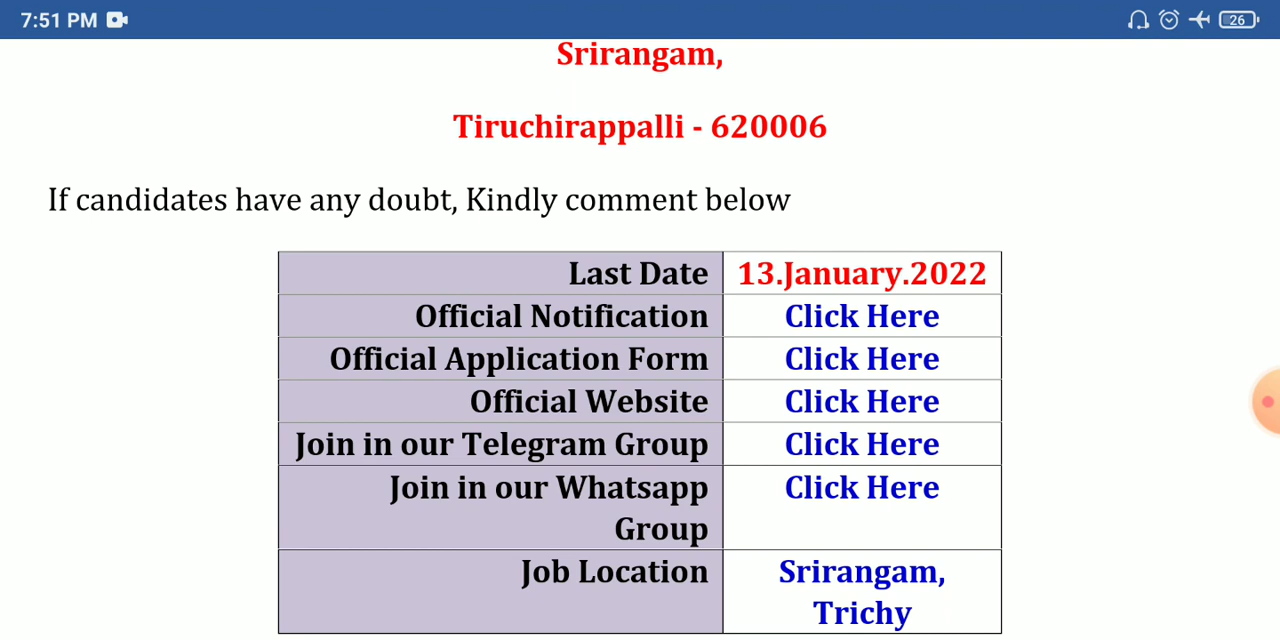 7:51 PM
26
Srirangam,
Tiruchirappalli - 620006
If candidates have any doubt, Kindly comment below
Last Date 13.January.2022
Official Notification Click Here
Official Application Form Click Here
Official Website Click Here
Join in our Telegram Group Click Here
Join in our Whatsapp Click Here
Group
Job Location Srirangam,
Trichy